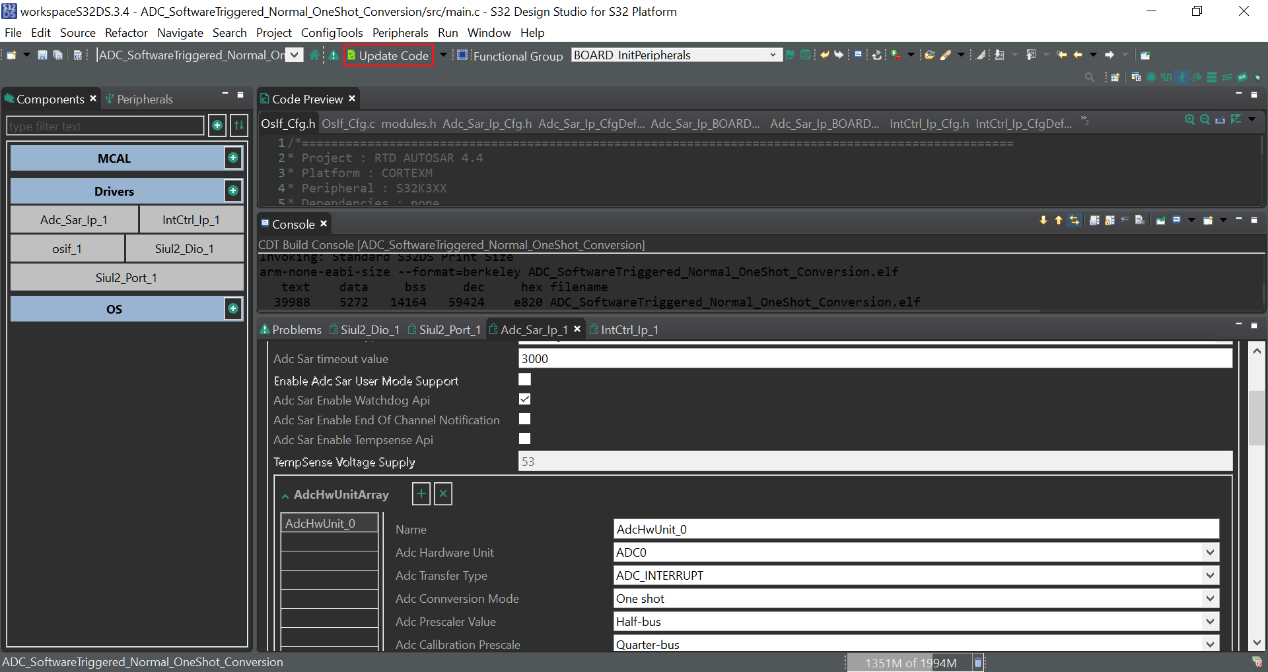 workspaceS32DS.3.4 - ADC_SoftwareTriggered_Normal_OneShot_Conversion/src/main.c - S32 Design Studio for S32 Platform
File Edit Source Refactor Navigate Search Project ConfigTools Peripherals Run Window Help
ADC_SoftwareTriggered_Normal_Or Update Code Functional Group BOARD InitPeripherals
Components Peripherals
type filter text
MCAL
Drivers
Adc_Sar_Ip_1 IntCtrl_Ip_1
osif_1 Siul2_Dio_1
Siul2_Port_1
OS
Code Preview
OsIf_Cfg.h OsIf_Cfg.c modules.h Adc_Sar_Ip_Cfg.h Adc_Sar_Ip_CfgDef... Adc_Sar_Ip_BOARD... Adc_Sar_Ip_BOARD... IntCtrl_Ip_Cfg.h IntCtrl_Ip_CfgDef...
2* Project : RTD AUTOSAR 4.4
3* Platform : CORTEXM
4* Peripheral : S32K3XX
5* Dependencies : none
Console
CDT Build Console [ADC_SoftwareTriggered_Normal_OneShot_Conversion]
Invoking: Standard S32DS Print Size
arm-none-eabi-size --format=berkeley ADC_SoftwareTriggered_Normal_OneShot_Conversion.elf
text data bss dec hex filename
39988 5272 14164 59424 e820 ADC_SoftwareTriggered_Normal_OneShot_Conversion.elf
Problems Siul2_Dio_1 Siul2_Port_1 Adc_Sar_Ip_1 IntCtrl_Ip_1
Adc Sar timeout value 3000
Enable Adc Sar User Mode Support
Adc Sar Enable Watchdog Api
Adc Sar Enable End Of Channel Notification
Adc Sar Enable Tempsense Api
TempSense Voltage Supply 53
AdcHwUnitArray
AdcHwUnit_0
Name AdcHwUnit_0
Adc Hardware Unit ADC0
Adc Transfer Type ADC_INTERRUPT
Adc Connversion Mode One shot
Adc Prescaler Value Half-bus
Adc Calibration Prescale Quarter-bus
ADC_SoftwareTriggered_Normal_OneShot_Conversion
1351M of 1994M